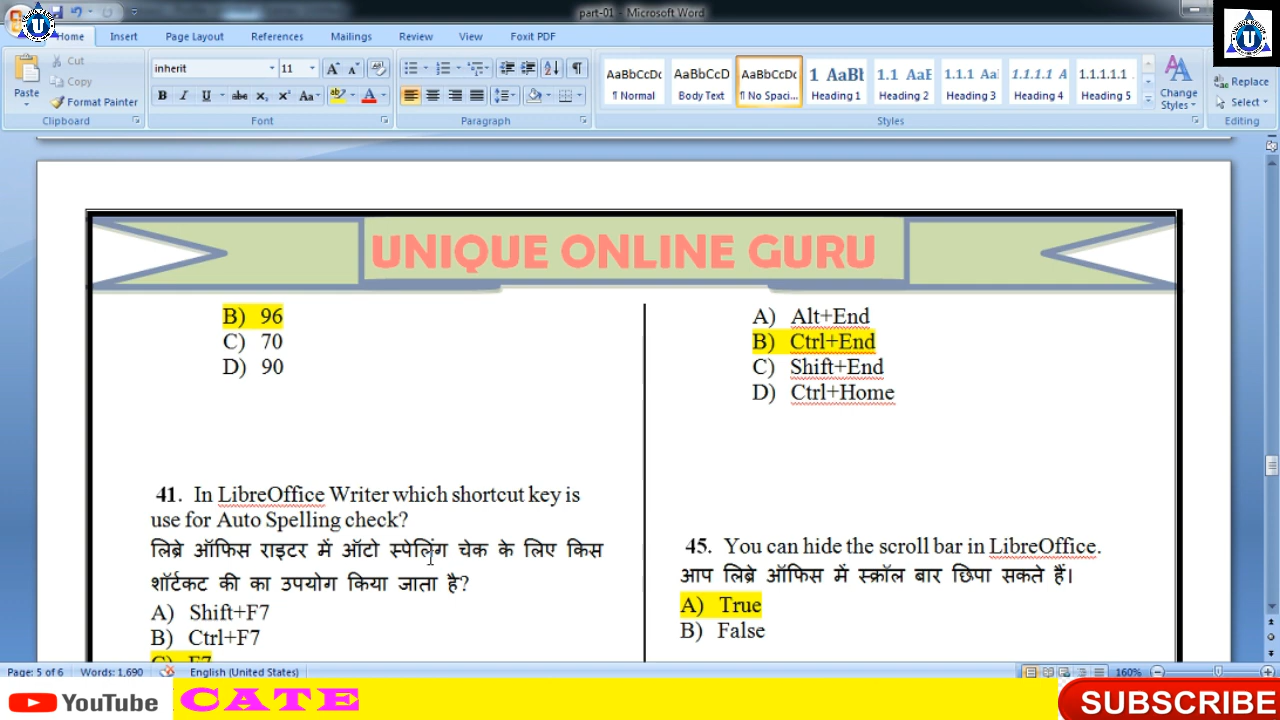 part-01 - Microsoft Word
Home Insert Page Layout References Mailings Review View Foxit PDF
Paste
Cut
Copy
Format Painter
Clipboard
inherit 11
Font
Paragraph
AaBbCcDc AaBbCcD AaBbCcDc 1 AaBb 1.1 AaB 1.1.1 Aa 1.1.1.1 A 1.1.1.1.1
¶ Normal Body Text ¶ No Spaci... Heading 1 Heading 2 Heading 3 Heading 4 Heading 5
Change Styles
Styles
Replace
Select
Editing
UNIQUE ONLINE GURU
B) 96
C) 70
D) 90
41. In LibreOffice Writer which shortcut key is
use for Auto Spelling check?
लिब्रे ऑफिस राइटर में ऑटो स्पेलिंग चेक के लिए किस
शॉर्टकट की का उपयोग किया जाता है?
A) Shift+F7
B) Ctrl+F7
C) F7
A) Alt+End
B) Ctrl+End
C) Shift+End
D) Ctrl+Home
45. You can hide the scroll bar in LibreOffice.
आप लिब्रे ऑफिस में स्क्रॉल बार छिपा सकते हैं।
A) True
B) False
Page: 5 of 6 Words: 1,690 English (United States) 160%
YouTube CATE SUBSCRIBE